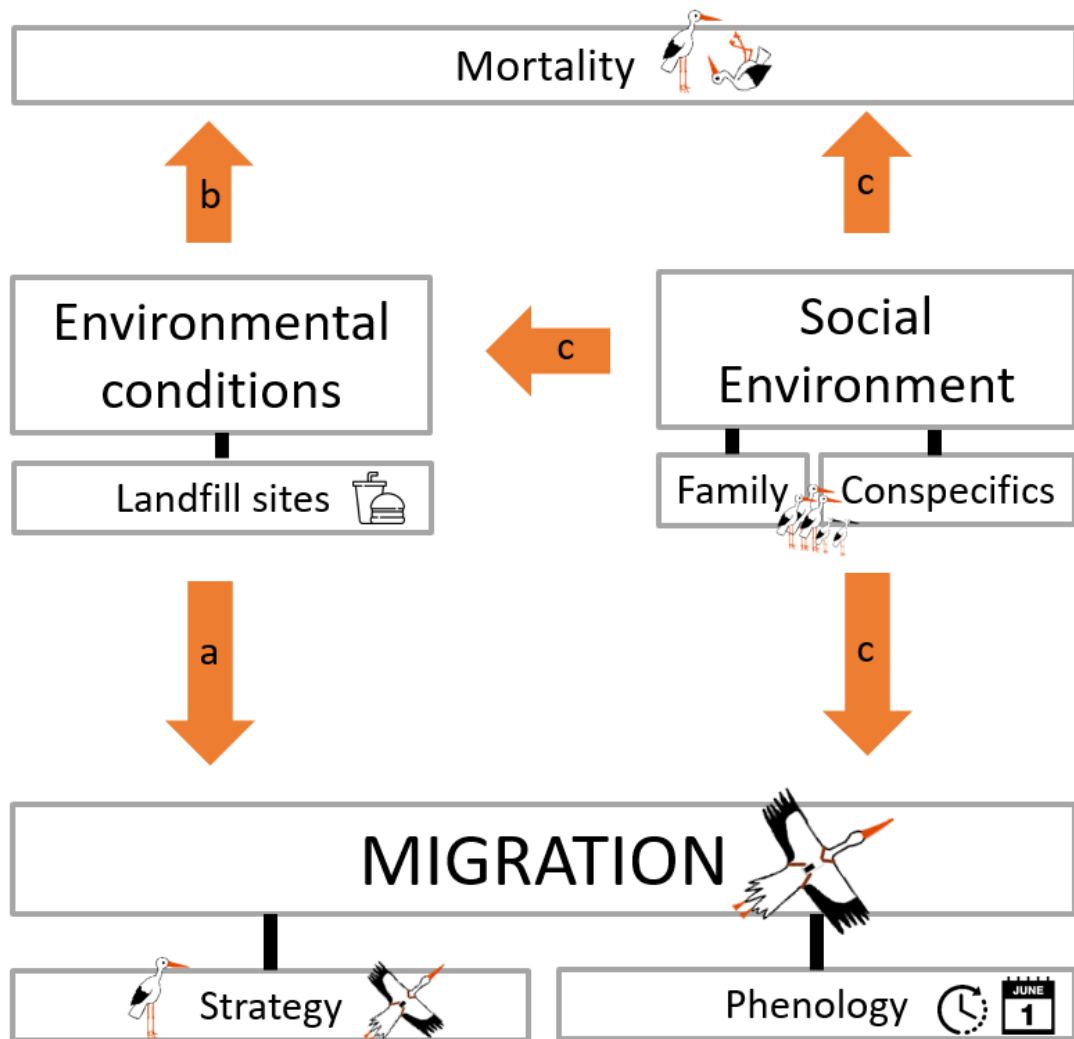 Mortality
b
c
Environmental
conditions
c
Social
Environment
Landfill sites
Family
Conspecifics
a
c
MIGRATION
Strategy
Phenology
JUNE
1